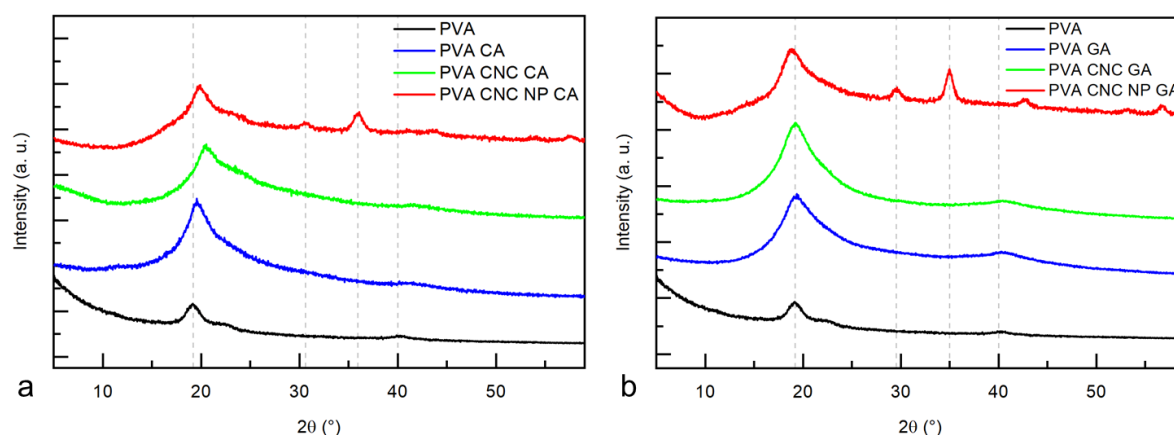 PVA
PVA CA
PVA CNC CA
PVA CNC NP CA
Intensity (a. u.)
10
20
30
40
50
2θ (°)
a
PVA
PVA GA
PVA CNC GA
PVA CNC NP GA
Intensity (a. u.)
10
20
30
40
50
2θ (°)
b